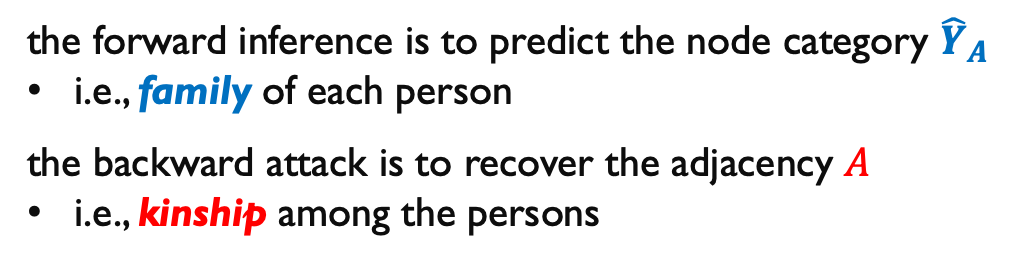 the forward inference is to predict the node category Ŷ_A
• i.e., family of each person
the backward attack is to recover the adjacency A
• i.e., kinship among the persons